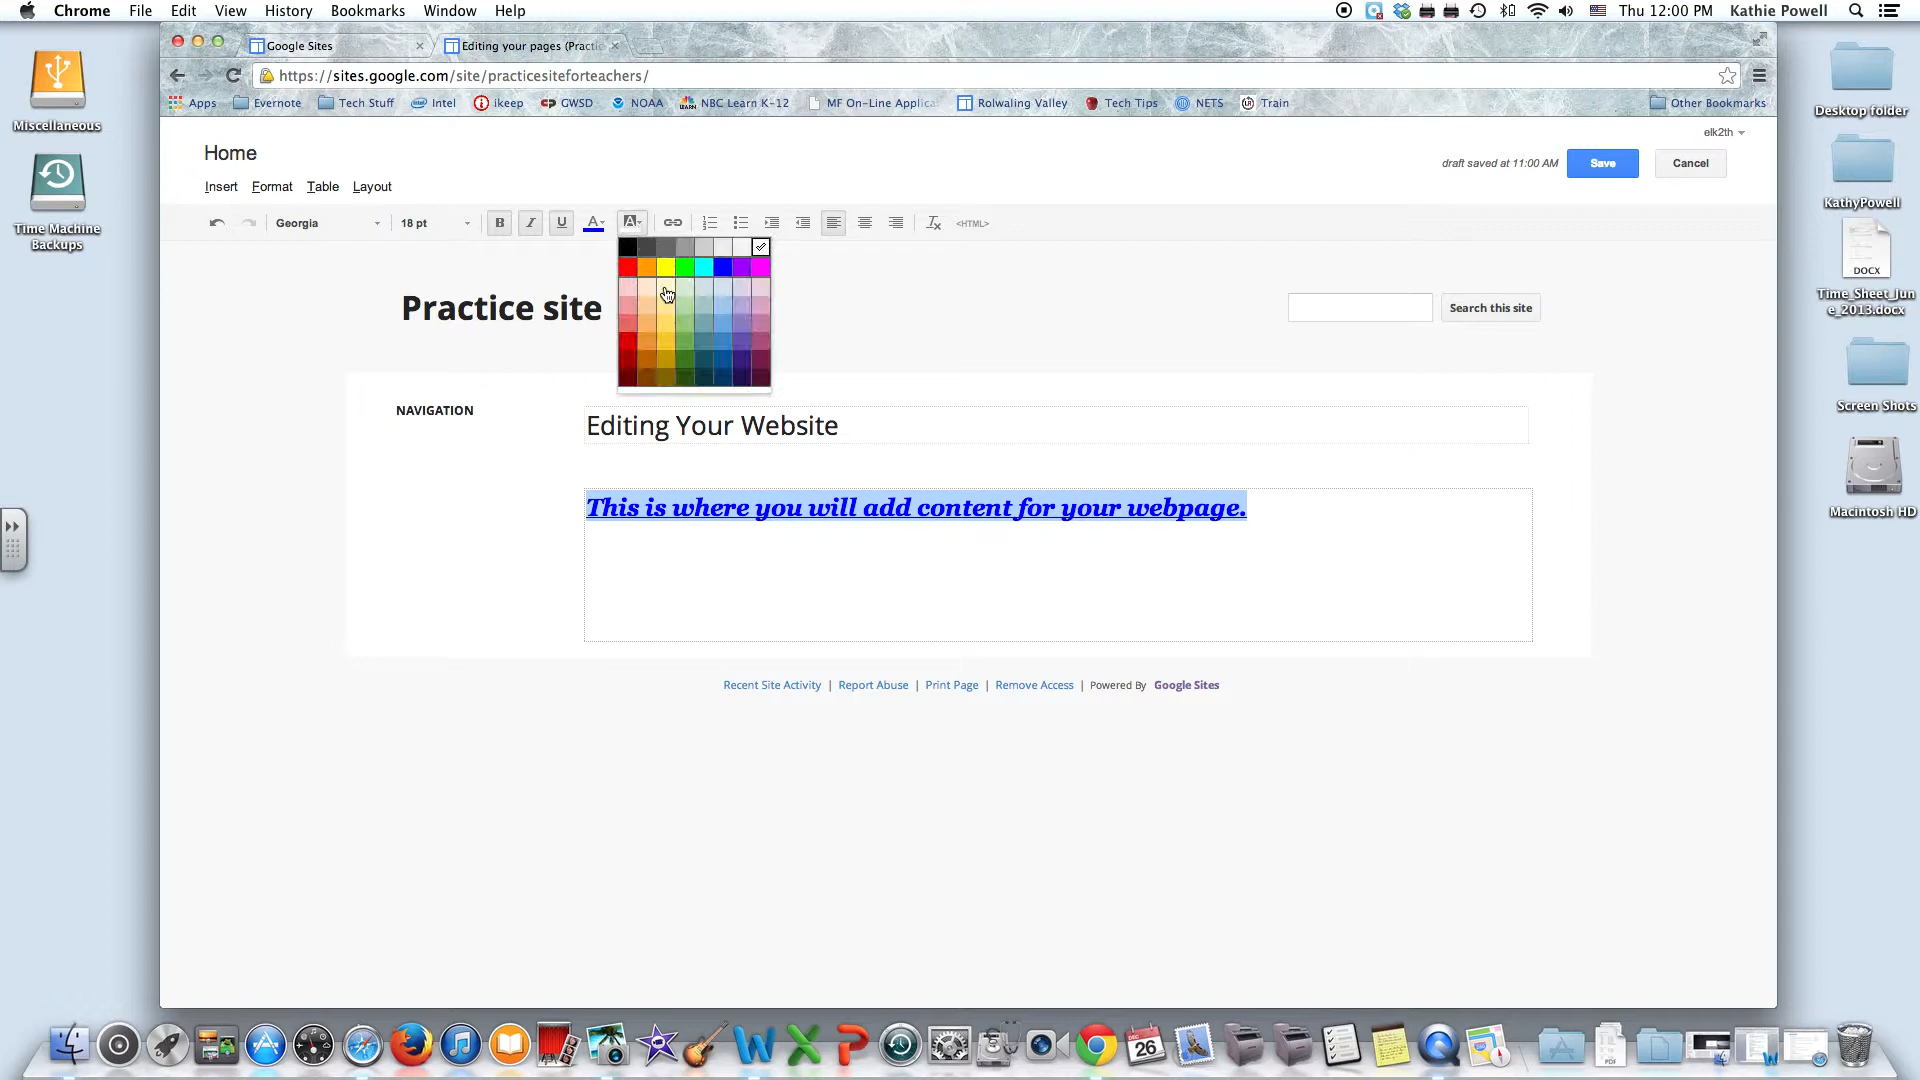 Chrome File Edit View History Bookmarks Window Help Thu 12:00 PM Kathie Powell
Google Sites Editing your pages (Practic
https://sites.google.com/site/practicesiteforteachers/
Apps Evernote Tech Stuff Intel ikeep GWSD NOAA NBC Learn K-12 MF On-Line Applica Rolwaling Valley Tech Tips NETS Train Other Bookmarks
elk2th
Home
draft saved at 11:00 AM Save Cancel
Insert Format Table Layout
Georgia 18 pt B I U A A <HTML>
Practice site
Search this site
NAVIGATION
Editing Your Website
This is where you will add content for your webpage.
Recent Site Activity | Report Abuse | Print Page | Remove Access | Powered By Google Sites
Miscellaneous
Time Machine
Backups
Desktop folder
KathyPowell
DOCX
Time_Sheet_Jun
e_2013.docx
Screen Shots
Macintosh HD
DEC
26
PDF